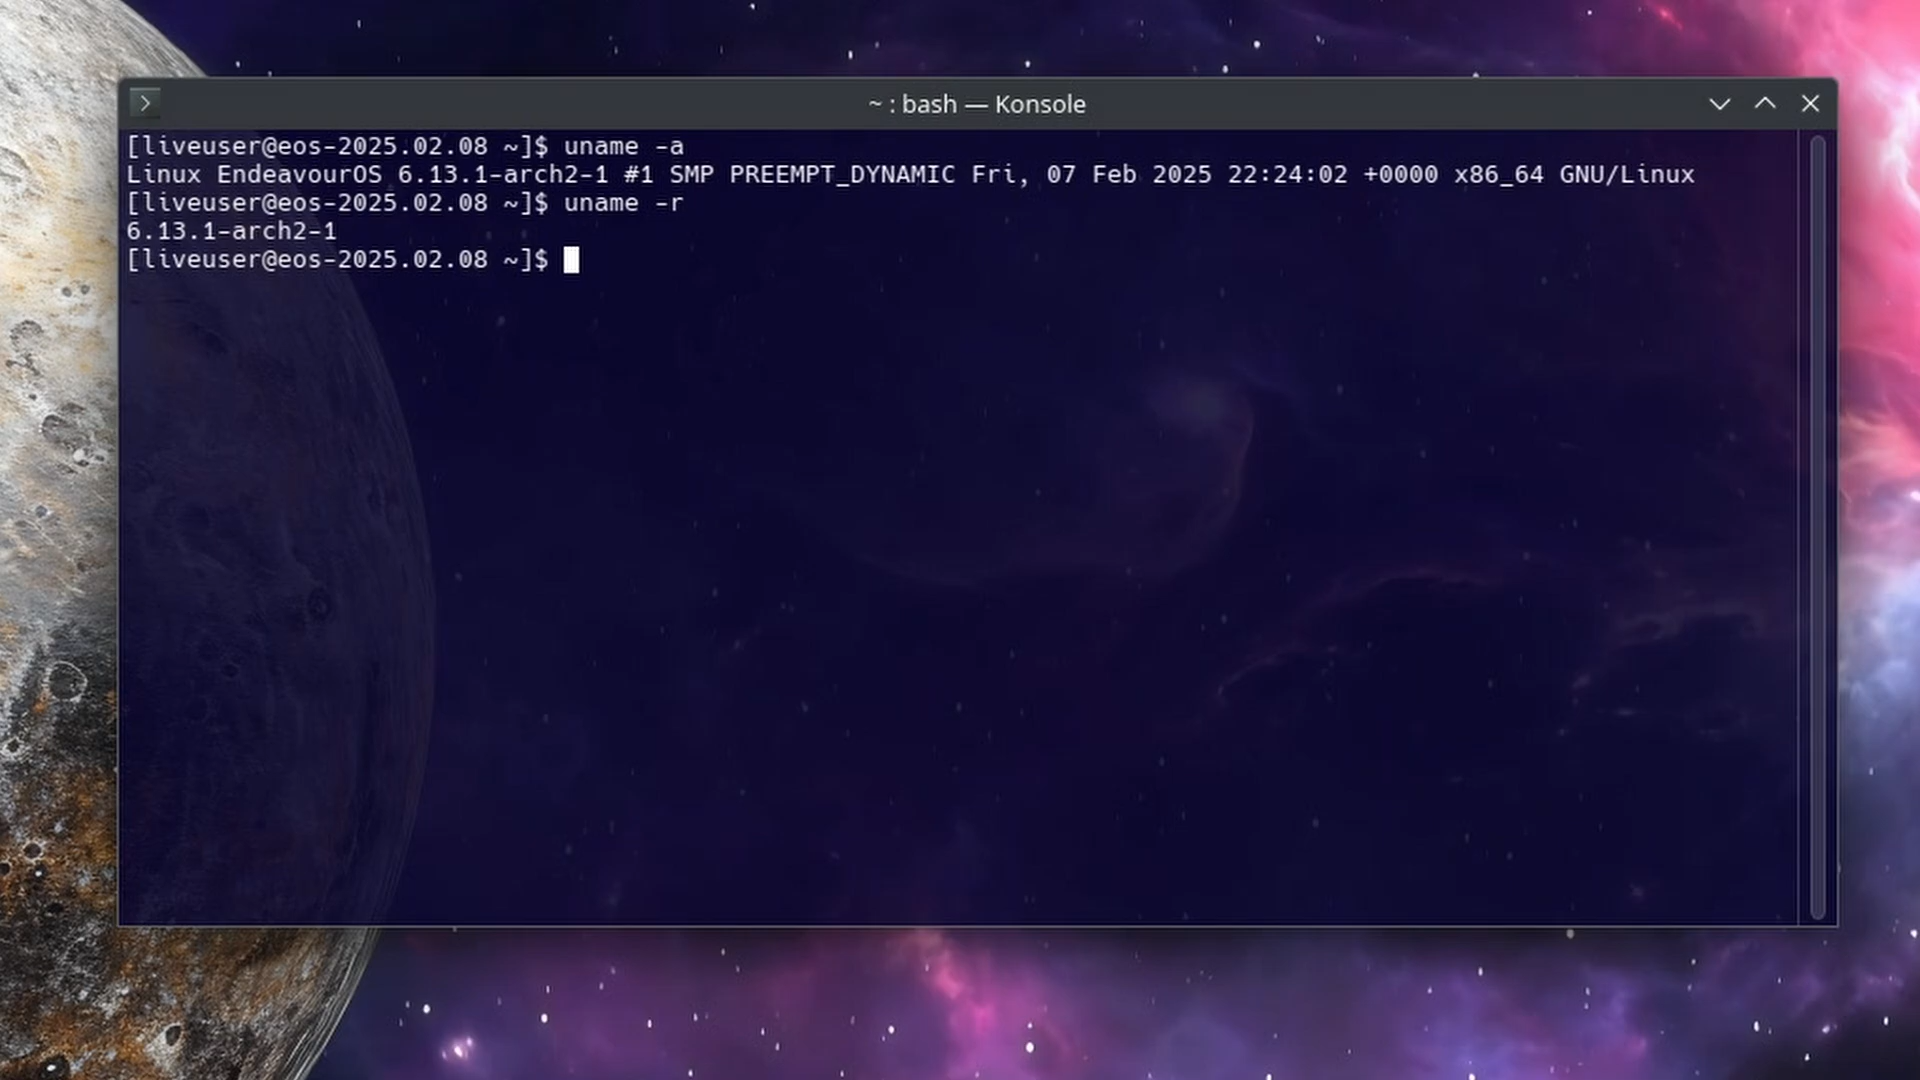 ~ : bash — Konsole
[liveuser@eos-2025.02.08 ~]$ uname -a
Linux EndeavourOS 6.13.1-arch2-1 #1 SMP PREEMPT_DYNAMIC Fri, 07 Feb 2025 22:24:02 +0000 x86_64 GNU/Linux
[liveuser@eos-2025.02.08 ~]$ uname -r
6.13.1-arch2-1
[liveuser@eos-2025.02.08 ~]$